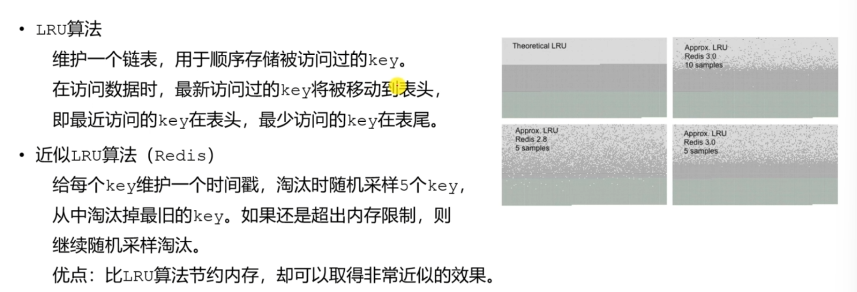 • LRU算法
维护一个链表，用于顺序存储被访问过的key。
在访问数据时，最新访问过的key将被移动到表头，
即最近访问的key在表头，最少访问的key在表尾。
• 近似LRU算法（Redis）
给每个key维护一个时间戳，淘汰时随机采样5个key，
从中淘汰掉最旧的key。如果还是超出内存限制，则
继续随机采样淘汰。
优点：比LRU算法节约内存，却可以取得非常近似的效果。
Theoretical LRU
Approx. LRU
Redis 3.0
10 samples
Approx. LRU
Redis 2.8
5 samples
Approx. LRU
Redis 3.0
5 samples